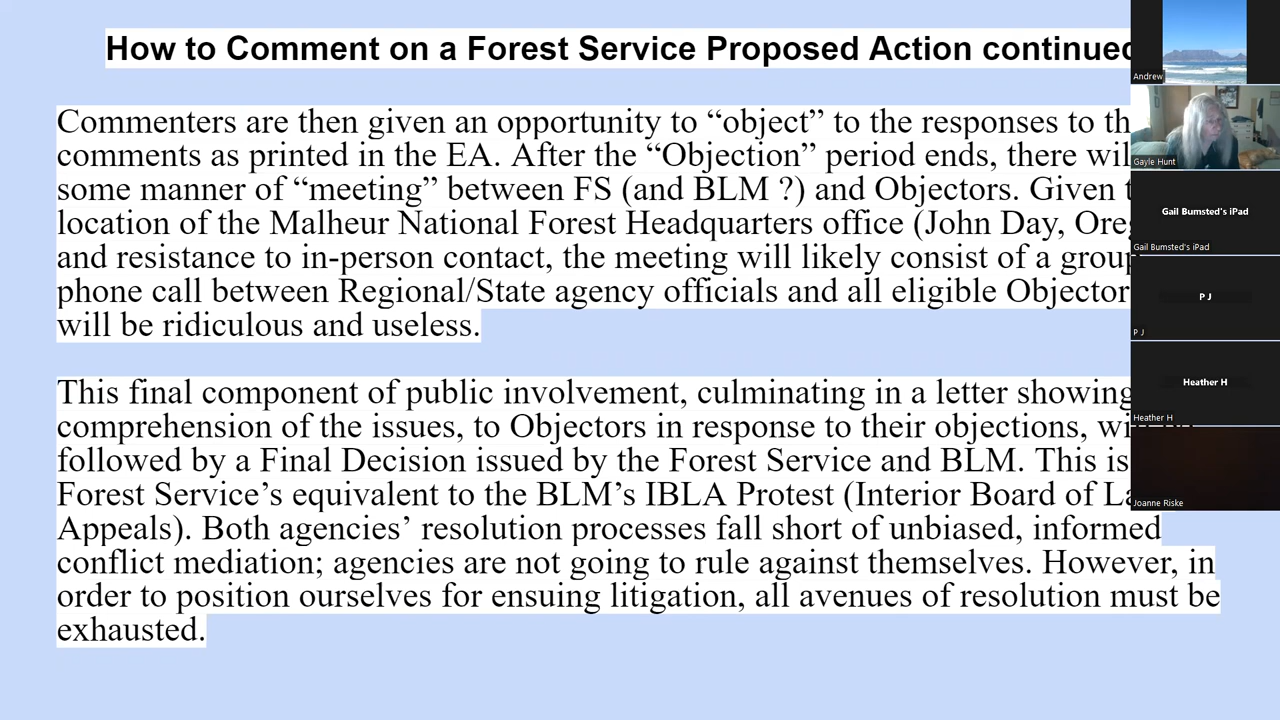 How to Comment on a Forest Service Proposed Action continued
Commenters are then given an opportunity to “object” to the responses to
comments as printed in the EA. After the “Objection” period ends, there
some manner of “meeting” between FS (and BLM ?) and Objectors. Given
location of the Malheur National Forest Headquarters office (John Day,
and resistance to in-person contact, the meeting will likely consist of a
phone call between Regional/State agency officials and all eligible
will be ridiculous and useless.
This final component of public involvement, culminating in a letter showing
comprehension of the issues, to Objectors in response to their objections,
followed by a Final Decision issued by the Forest Service and BLM. This is
Forest Service’s equivalent to the BLM’s IBLA Protest (Interior Board of
Appeals). Both agencies’ resolution processes fall short of unbiased, informed
conflict mediation; agencies are not going to rule against themselves. However, in
order to position ourselves for ensuing litigation, all avenues of resolution must be
exhausted.
Andrew
Gayle Hunt
Gail Bumsted's iPad
Gail Bumsted's iPad
P J
P J
Heather H
Heather H
Joanne Riske